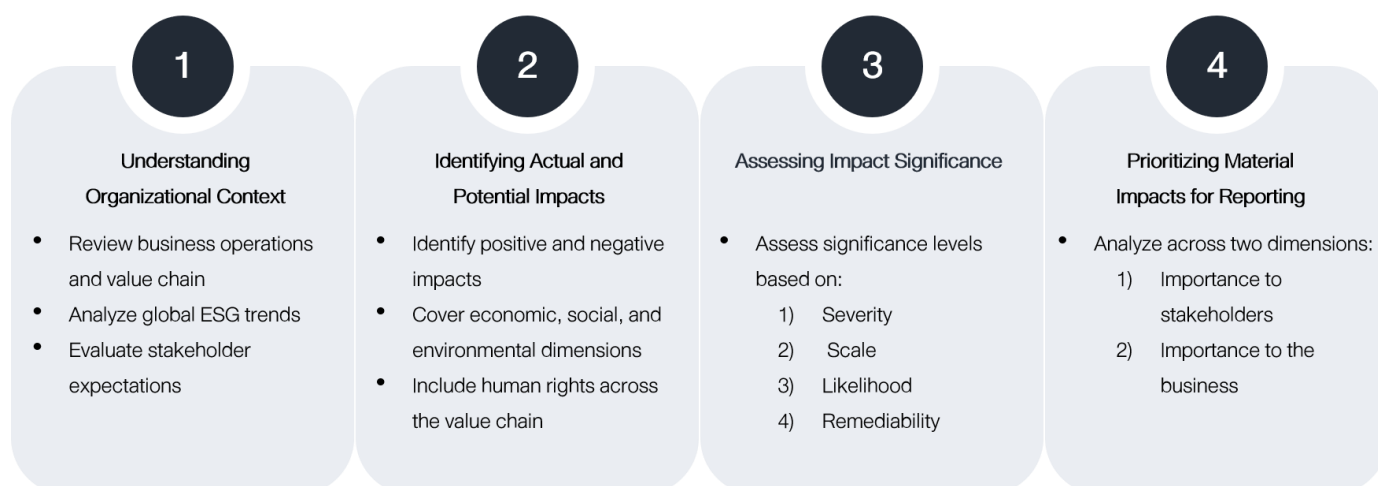 1
Understanding
Organizational Context
• Review business operations
and value chain
• Analyze global ESG trends
• Evaluate stakeholder
expectations
2
Identifying Actual and
Potential Impacts
• Identify positive and negative
impacts
• Cover economic, social, and
environmental dimensions
• Include human rights across
the value chain
3
Assessing Impact Significance
• Assess significance levels
based on:
1) Severity
2) Scale
3) Likelihood
4) Remediability
4
Prioritizing Material
Impacts for Reporting
• Analyze across two dimensions:
1) Importance to
stakeholders
2) Importance to the
business